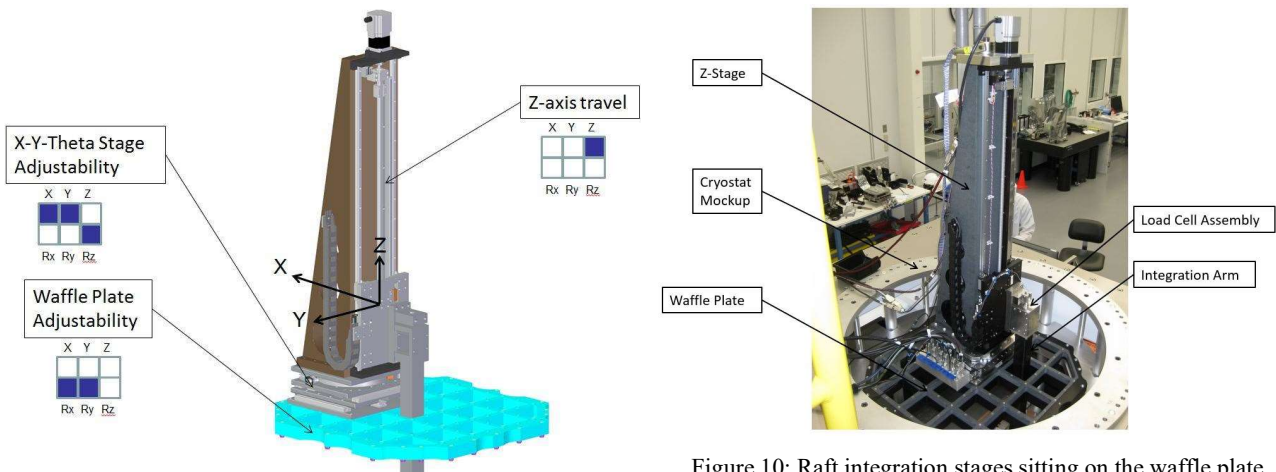 Z-axis travel
X Y Z
Rx Ry Rz
X-Y-Theta Stage
Adjustability
X Y Z
Rx Ry Rz
Waffle Plate
Adjustability
X Y Z
Rx Ry Rz
Z
X
Y
Z-Stage
Cryostat
Mockup
Waffle Plate
Load Cell Assembly
Integration Arm
Figure 10: Raft integration stages sitting on the waffle plate